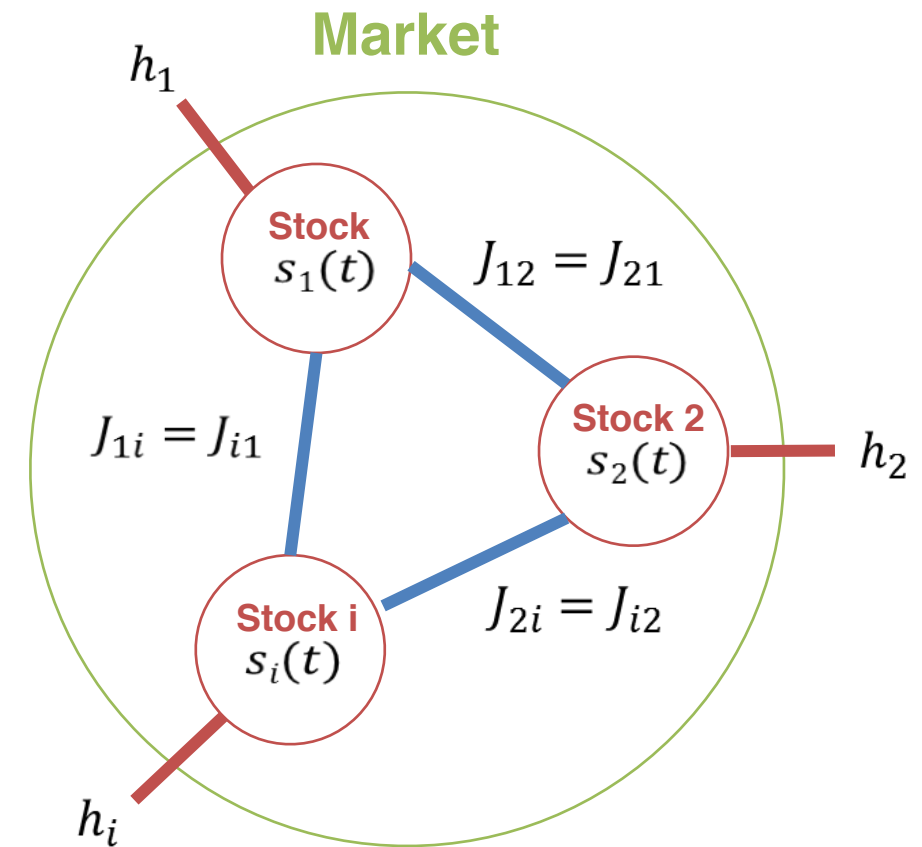 Market
h₁
Stock
s₁(t)
J₁₂ = J₂₁
J₁ᵢ = Jᵢ₁
Stock 2
s₂(t)
h₂
Stock i
sᵢ(t)
J₂ᵢ = Jᵢ₂
hᵢ